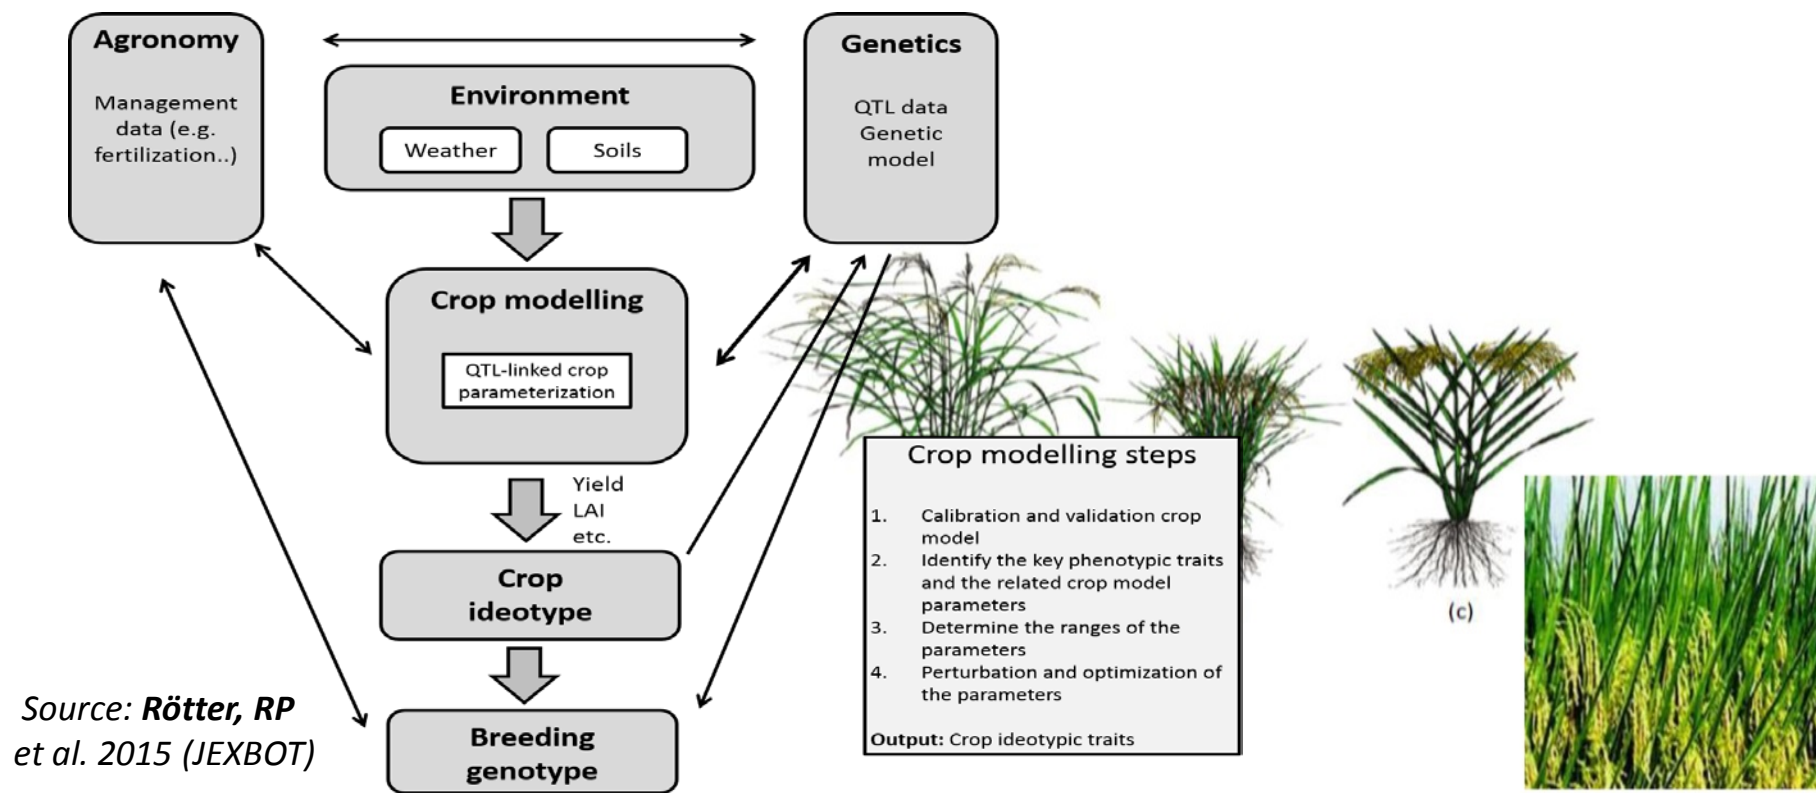 Agronomy
Management
data (e.g.
fertilization..)
Environment
Weather
Soils
Genetics
QTL data
Genetic
model
Crop modelling
QTL-linked crop
parameterization
Yield
LAI
etc.
Crop
ideotype
Breeding
genotype
Crop modelling steps
1. Calibration and validation crop
model
2. Identify the key phenotypic traits
and the related crop model
parameters
3. Determine the ranges of the
parameters
4. Perturbation and optimization of
the parameters
Output: Crop ideotypic traits
(c)
Source: Rötter, RP
et al. 2015 (JEXBOT)